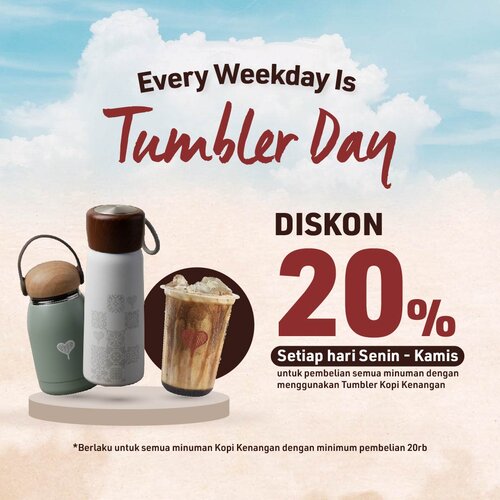 Every Weekday Is
Tumbler Day
DISKON
20%
Setiap hari Senin - Kamis
untuk pembelian semua minuman dengan
menggunakan Tumbler Kopi Kenangan
*Berlaku untuk semua minuman Kopi Kenangan dengan minimum pembelian 20rb